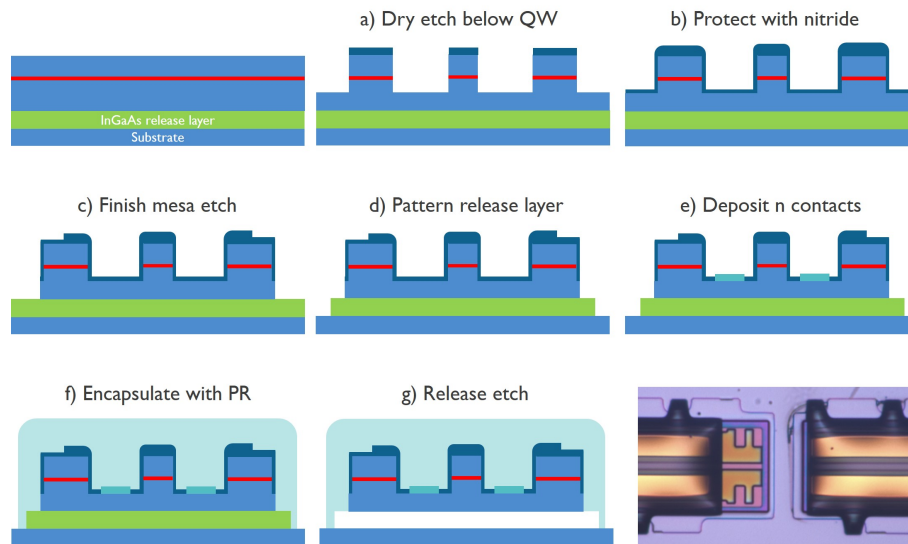 a) Dry etch below QW
b) Protect with nitride
InGaAs release layer
Substrate
c) Finish mesa etch
d) Pattern release layer
e) Deposit n contacts
f) Encapsulate with PR
g) Release etch